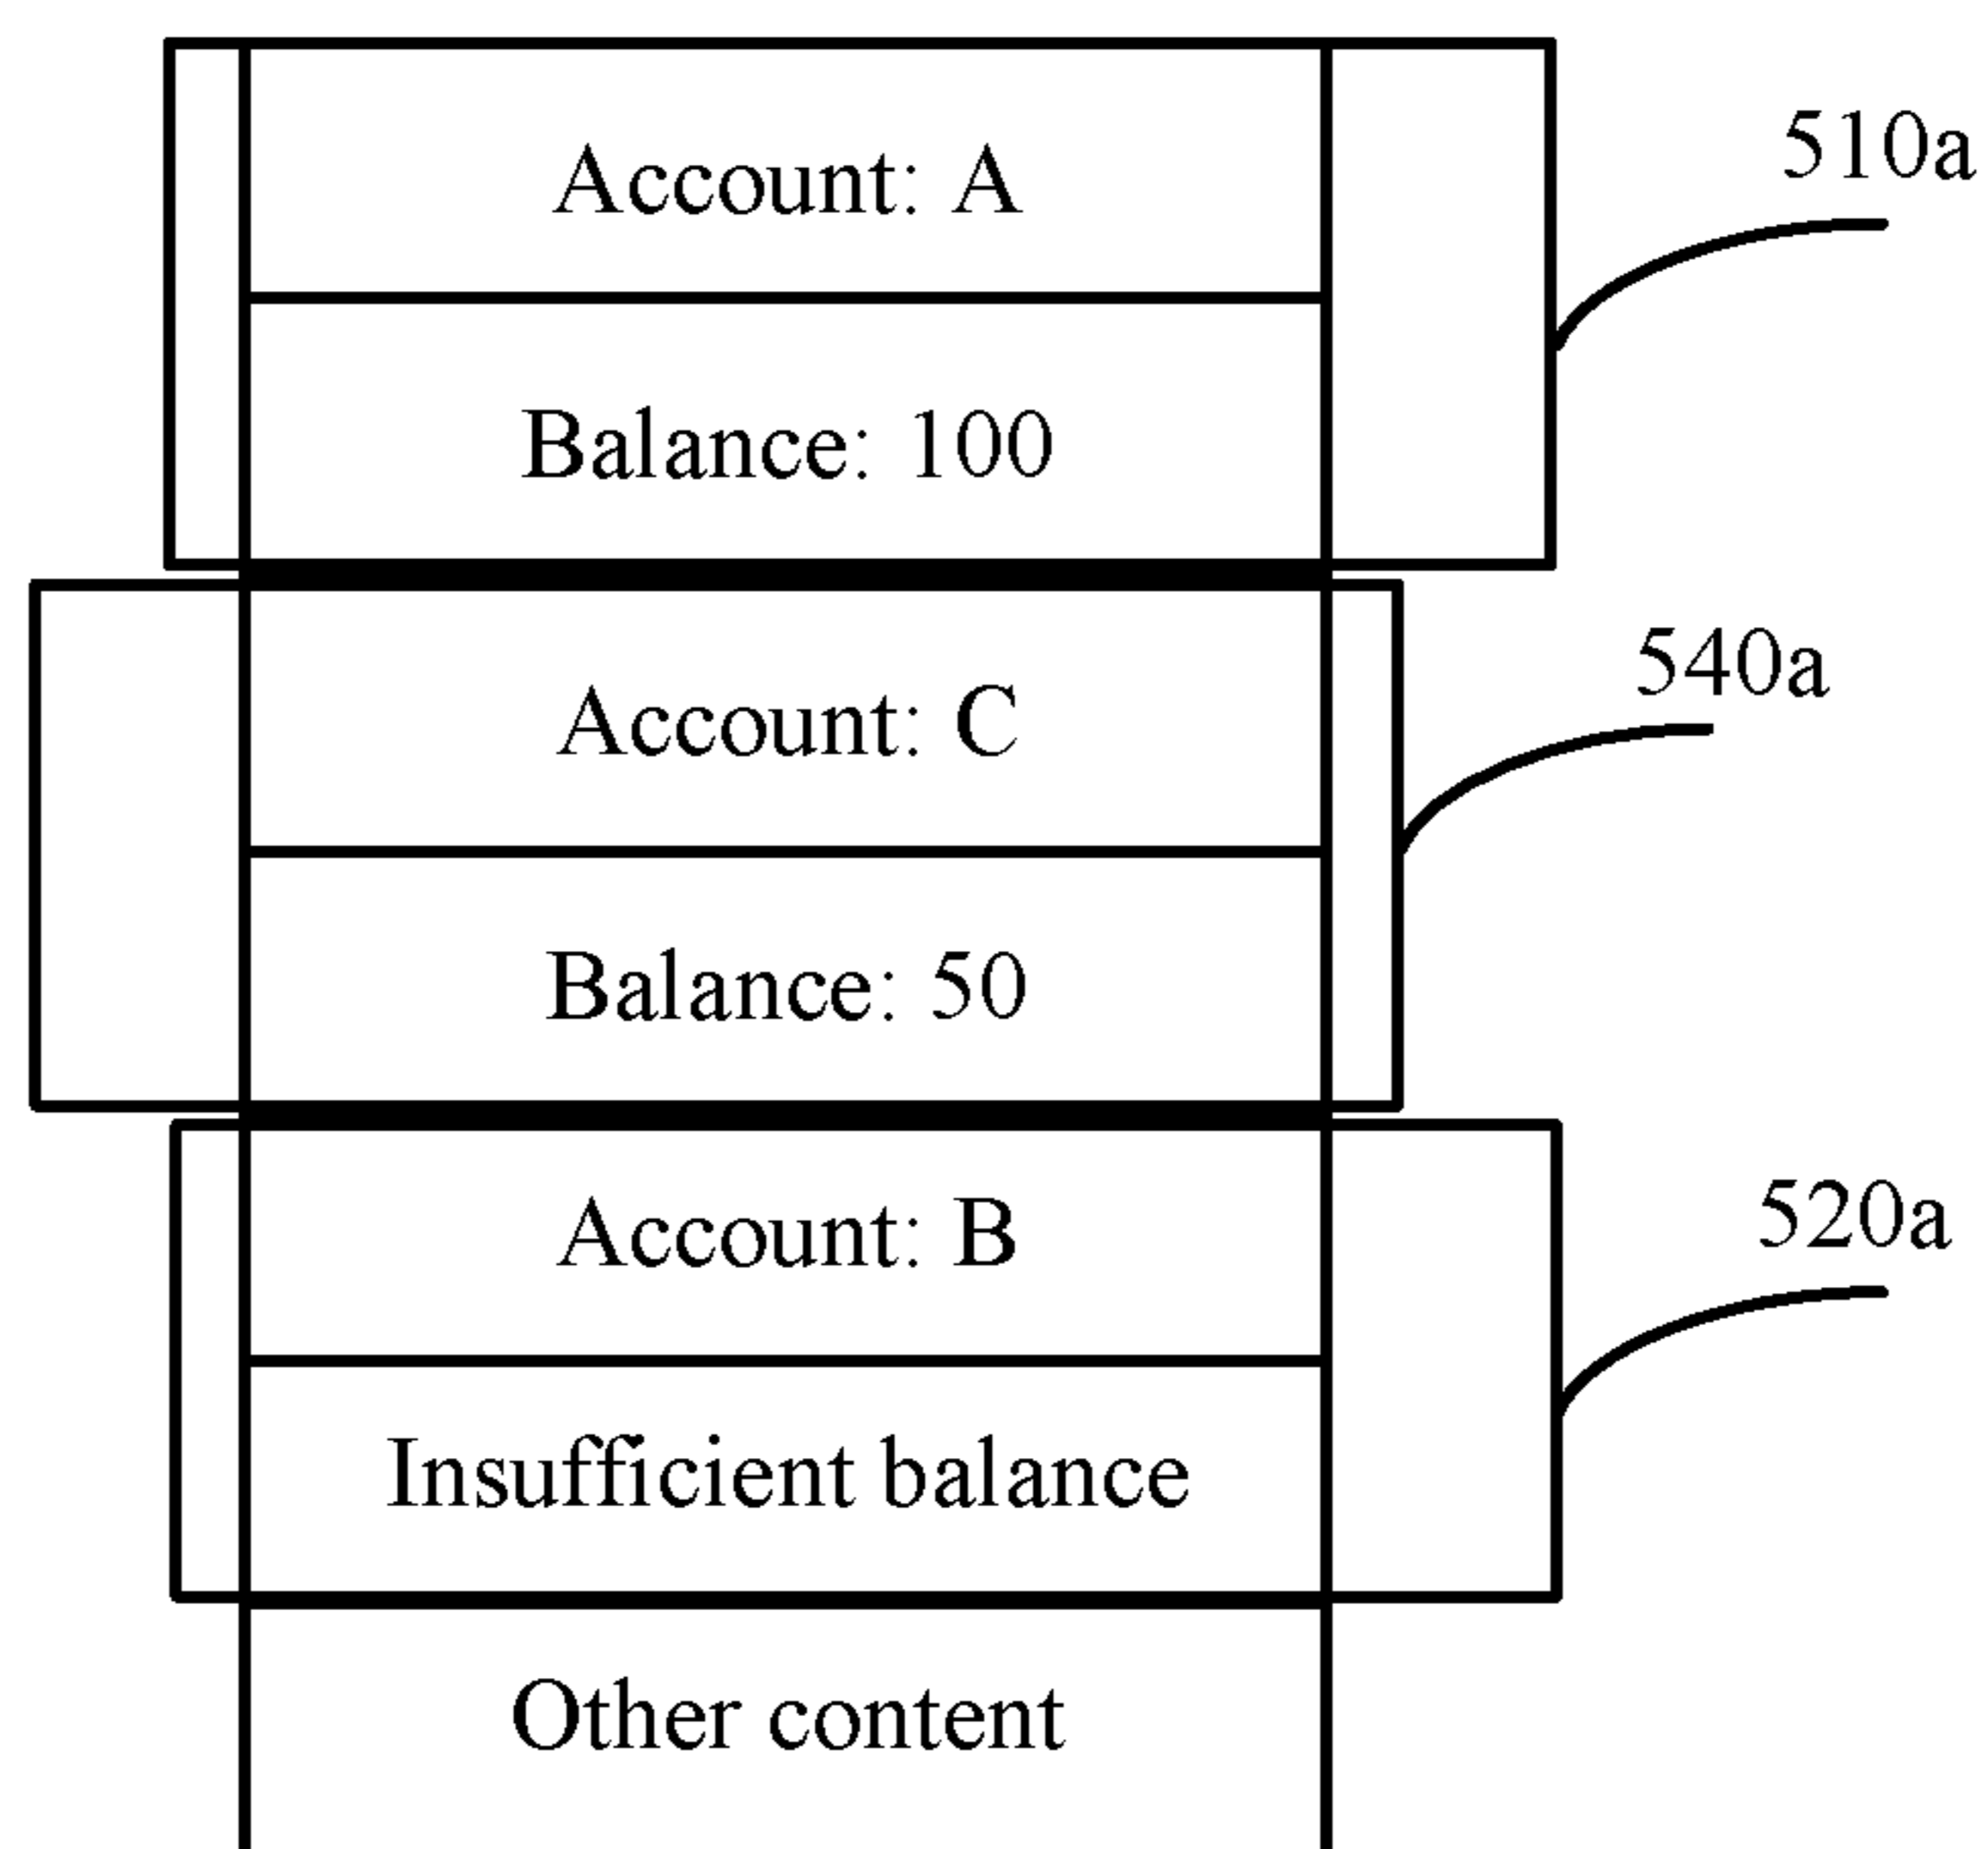 Account: A
510a
Balance: 100
Account: C
540a
Balance: 50
Account: B
520a
Insufficient balance
Other content